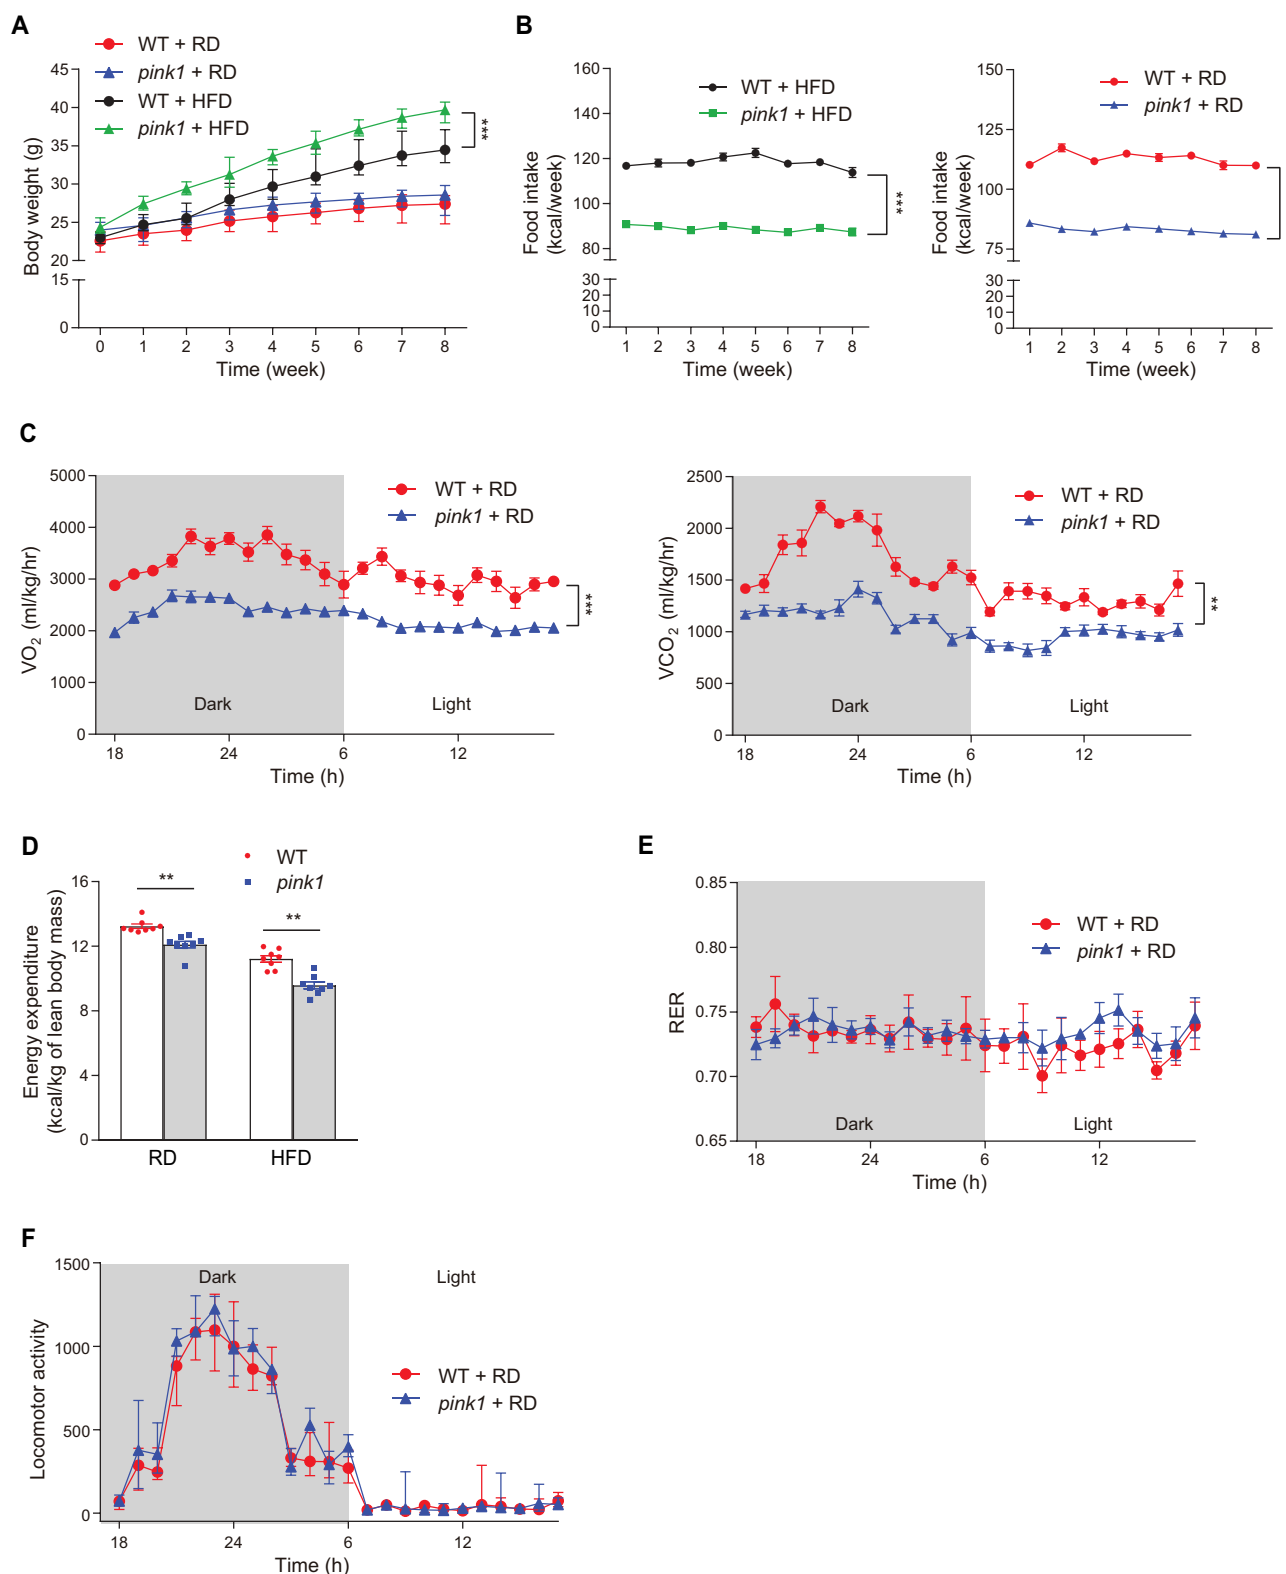 A
WT + RD
pink1 + RD
WT + HFD
pink1 + HFD
Body weight (g)
45
40
35
30
25
20
15
0
***
0 1 2 3 4 5 6 7 8
Time (week)
B
WT + HFD
pink1 + HFD
Food intake
(kcal/week)
160
140
120
100
80
30
20
10
0
***
1 2 3 4 5 6 7 8
Time (week)
WT + RD
pink1 + RD
Food intake
(kcal/week)
150
125
100
75
30
20
10
0
1 2 3 4 5 6 7 8
Time (week)
C
WT + RD
pink1 + RD
VO2 (ml/kg/hr)
5000
4000
3000
2000
1000
0
***
Dark
Light
18 24 6 12
Time (h)
WT + RD
pink1 + RD
VCO2 (ml/kg/hr)
2500
2000
1500
1000
500
0
**
Dark
Light
18 24 6 12
Time (h)
D
WT
pink1
Energy expenditure
(kcal/kg of lean body mass)
16
12
8
4
0
**
**
RD HFD
E
WT + RD
pink1 + RD
RER
0.85
0.80
0.75
0.70
0.65
Dark
Light
18 24 6 12
Time (h)
F
Dark
Light
WT + RD
pink1 + RD
Locomotor activity
1500
1000
500
0
18 24 6 12
Time (h)